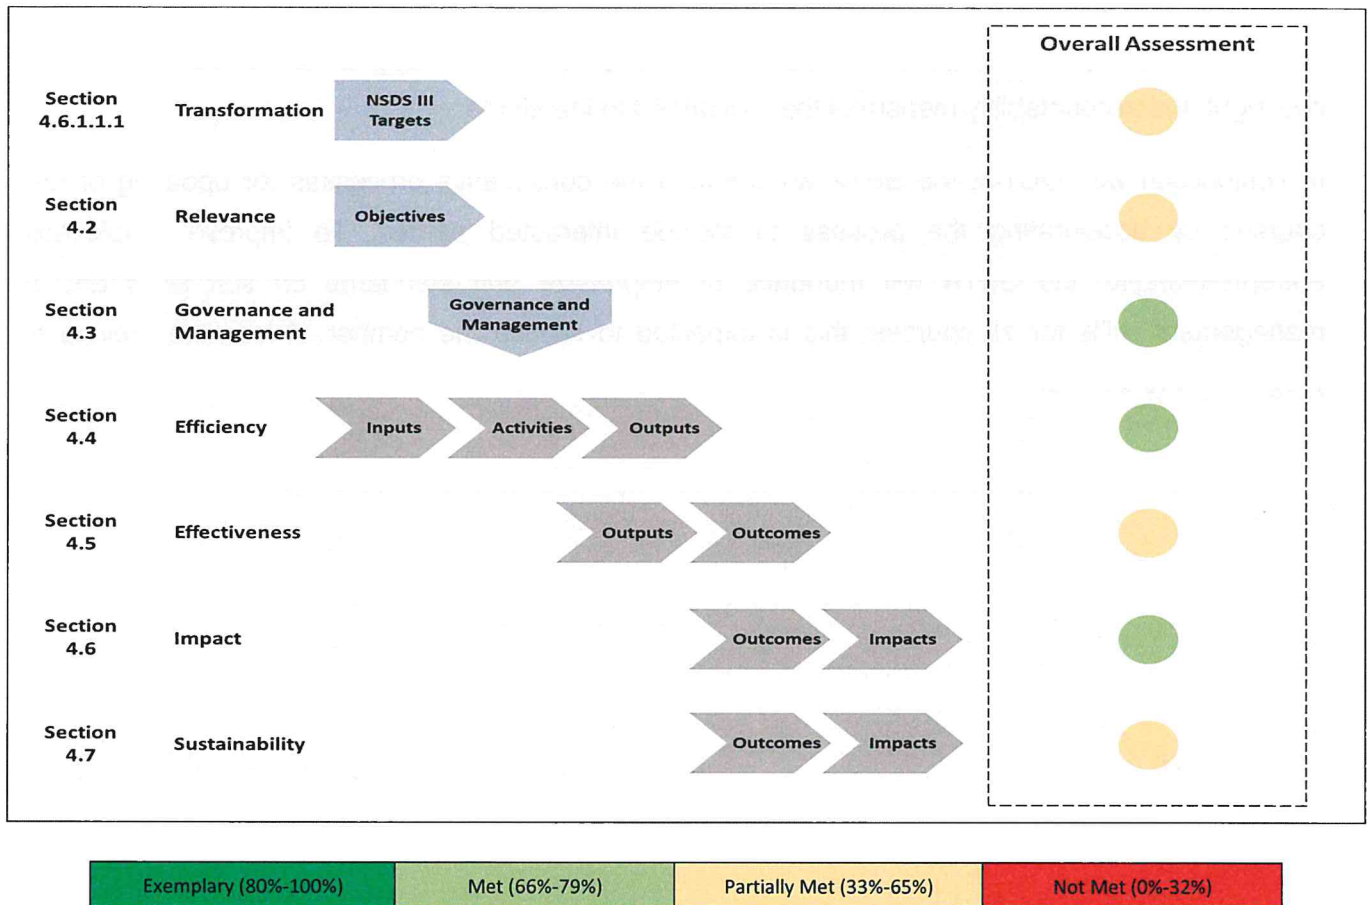 Overall Assessment
Section
4.6.1.1.1
Transformation
NSDS III
Targets
Section
4.2
Relevance
Objectives
Section
4.3
Governance and
Management
Governance and
Management
Section
4.4
Efficiency
Inputs
Activities
Outputs
Section
4.5
Effectiveness
Outputs
Outcomes
Section
4.6
Impact
Outcomes
Impacts
Section
4.7
Sustainability
Outcomes
Impacts
Exemplary (80%-100%)
Met (66%-79%)
Partially Met (33%-65%)
Not Met (0%-32%)